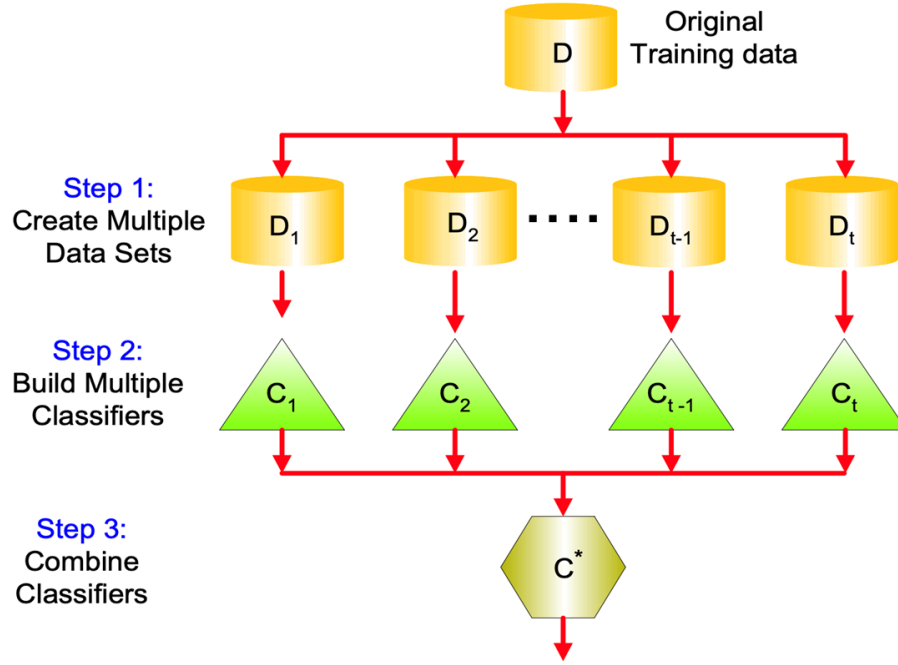 D
Original
Training data
Step 1:
Create Multiple
Data Sets
D₁
D₂
....
Dₜ₋₁
Dₜ
Step 2:
Build Multiple
Classifiers
C₁
C₂
Cₜ ₋₁
Cₜ
Step 3:
Combine
Classifiers
C*